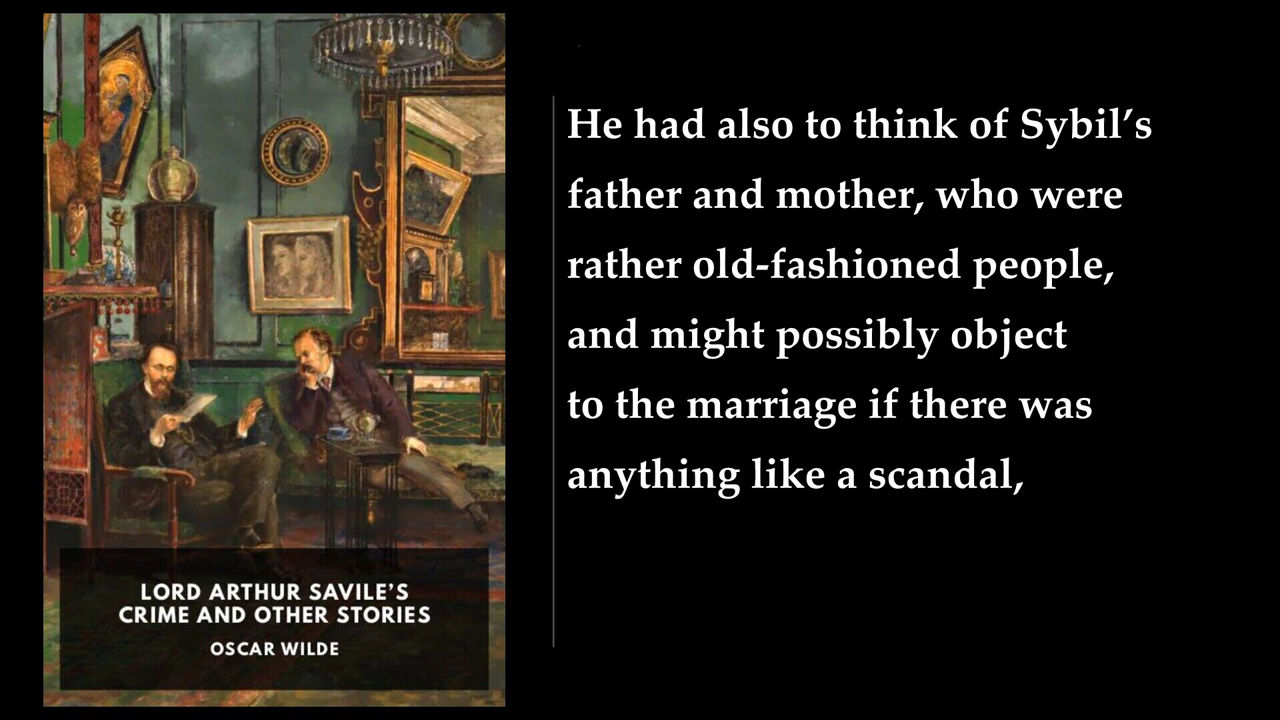 He had also to think of Sybil’s
father and mother, who were
rather old-fashioned people,
and might possibly object
to the marriage if there was
anything like a scandal,
LORD ARTHUR SAVILE’S
CRIME AND OTHER STORIES
OSCAR WILDE